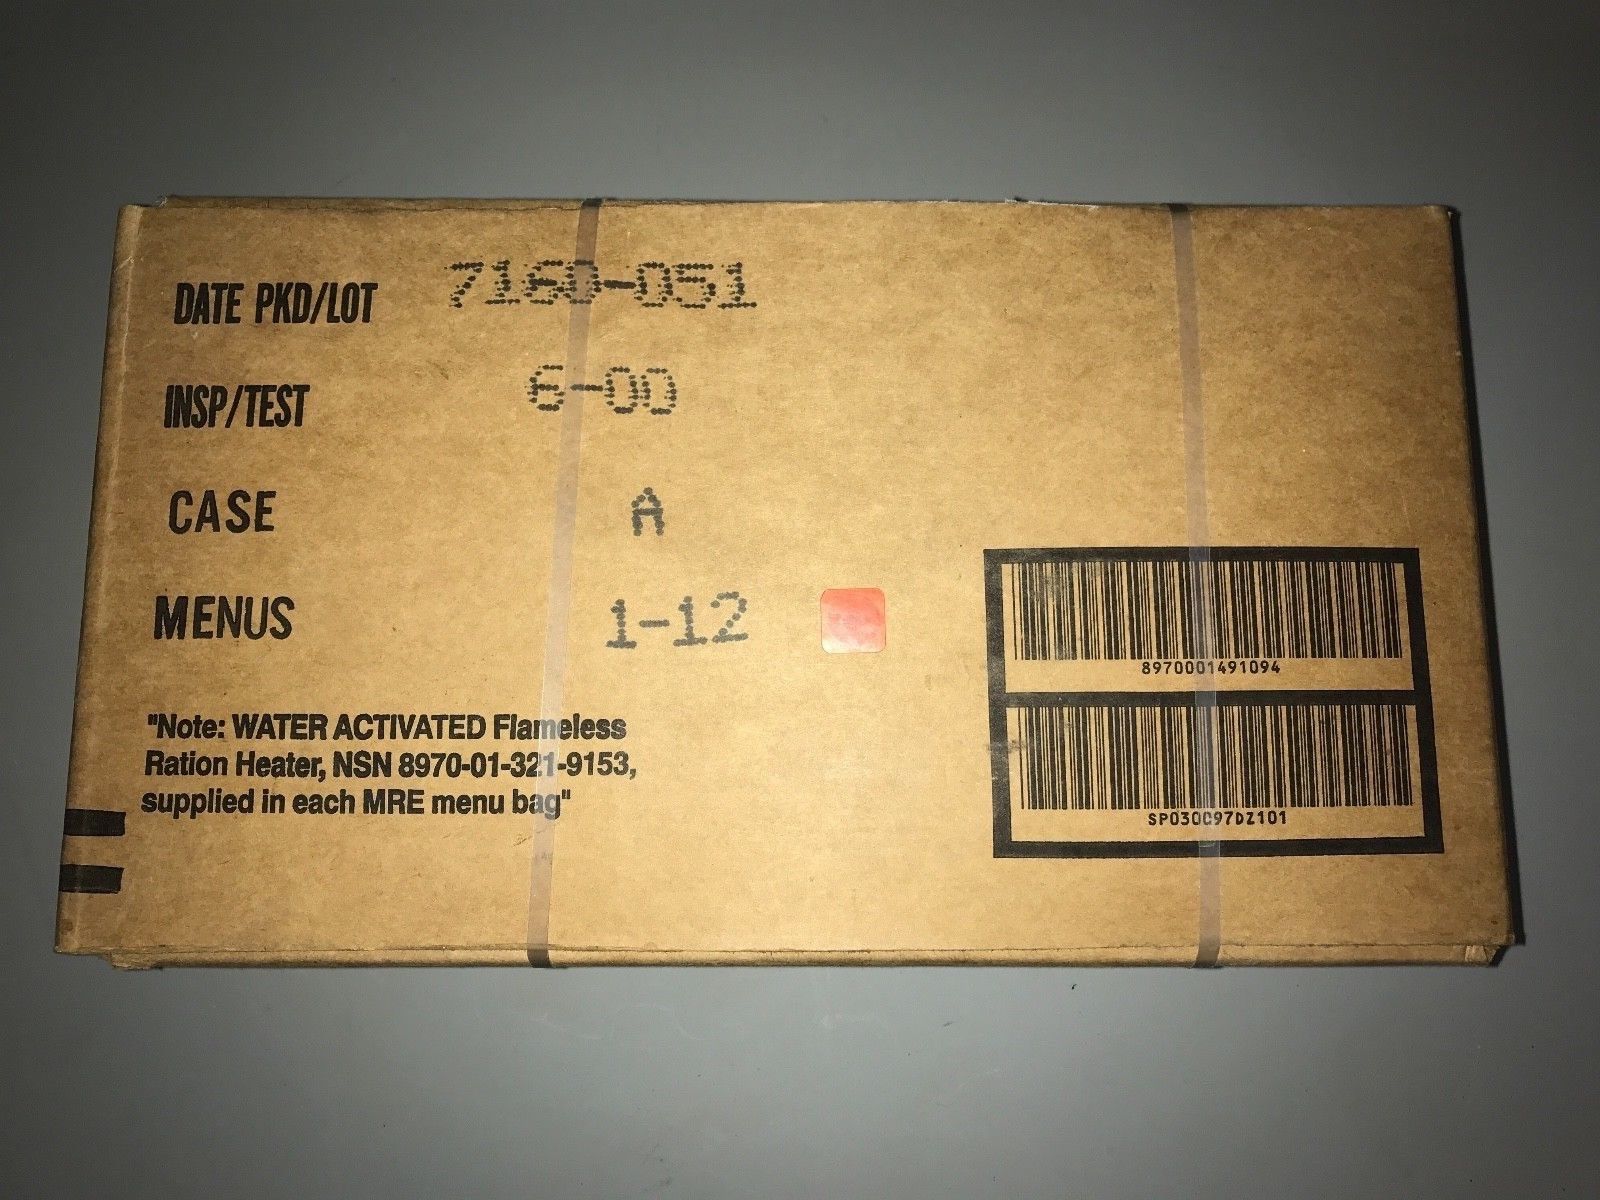 DATE PKD/LOT 7160-051
INSP/TEST 6-00
CASE A
MENUS 1-12
"Note: WATER ACTIVATED Flameless
Ration Heater, NSN 8970-01-321-9153,
supplied in each MRE menu bag"
8970001491094
SP030097DZ101